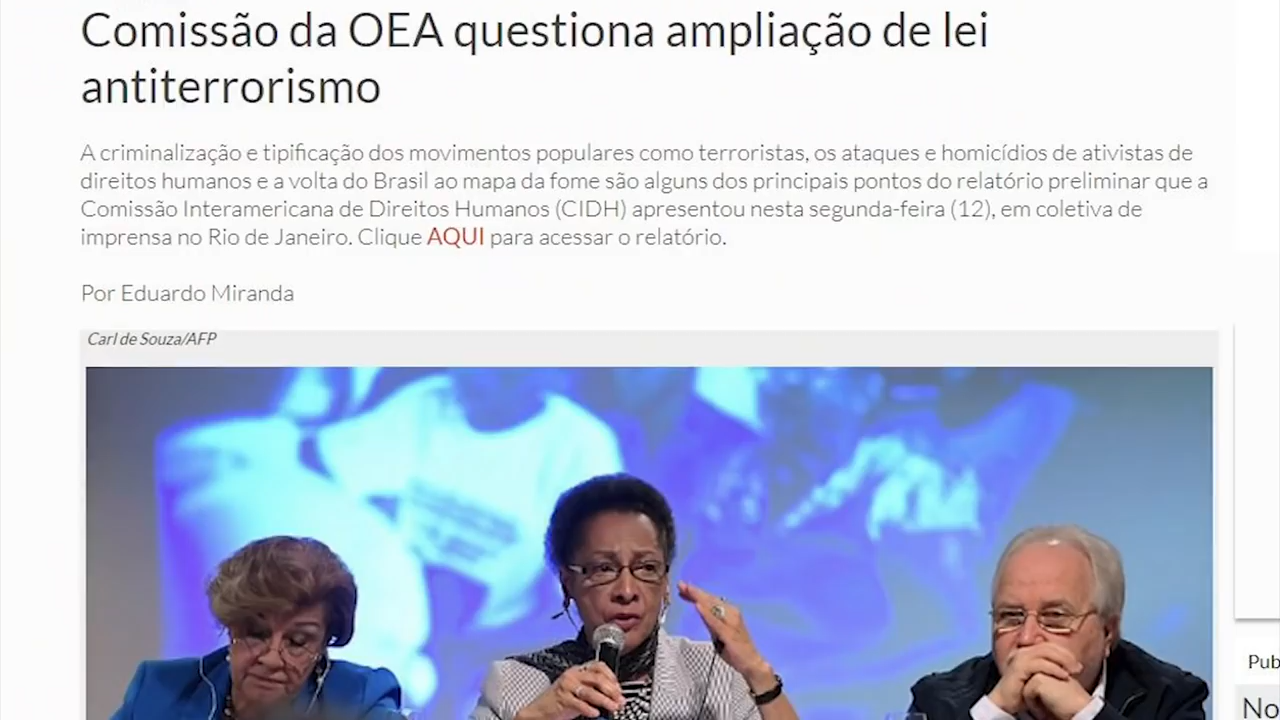 Comissão da OEA questiona ampliação de lei
antiterrorismo
A criminalização e tipificação dos movimentos populares como terroristas, os ataques e homicídios de ativistas de
direitos humanos e a volta do Brasil ao mapa da fome são alguns dos principais pontos do relatório preliminar que a
Comissão Interamericana de Direitos Humanos (CIDH) apresentou nesta segunda-feira (12), em coletiva de
imprensa no Rio de Janeiro. Clique AQUI para acessar o relatório.
Por Eduardo Miranda
Carl de Souza/AFP
Pub
No